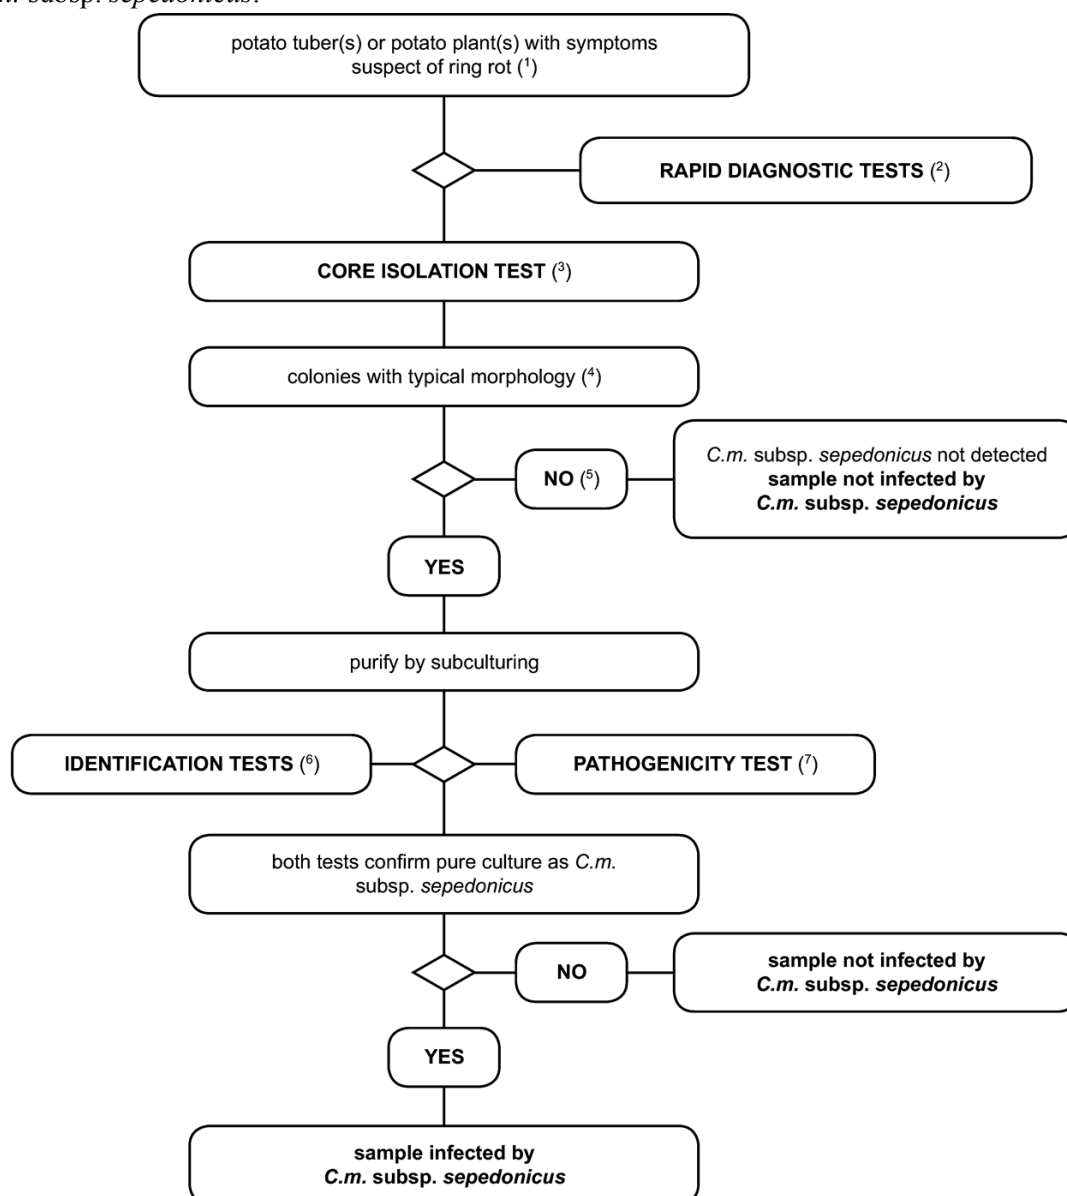 subsp. sepedonicus.
potato tuber(s) or potato plant(s) with symptoms
suspect of ring rot (1)
RAPID DIAGNOSTIC TESTS (2)
CORE ISOLATION TEST (3)
colonies with typical morphology (4)
NO (5)
C.m. subsp. sepedonicus not detected
sample not infected by
C.m. subsp. sepedonicus
YES
purify by subculturing
IDENTIFICATION TESTS (6)
PATHOGENICITY TEST (7)
both tests confirm pure culture as C.m.
subsp. sepedonicus
NO
sample not infected by
C.m. subsp. sepedonicus
YES
sample infected by
C.m. subsp. sepedonicus